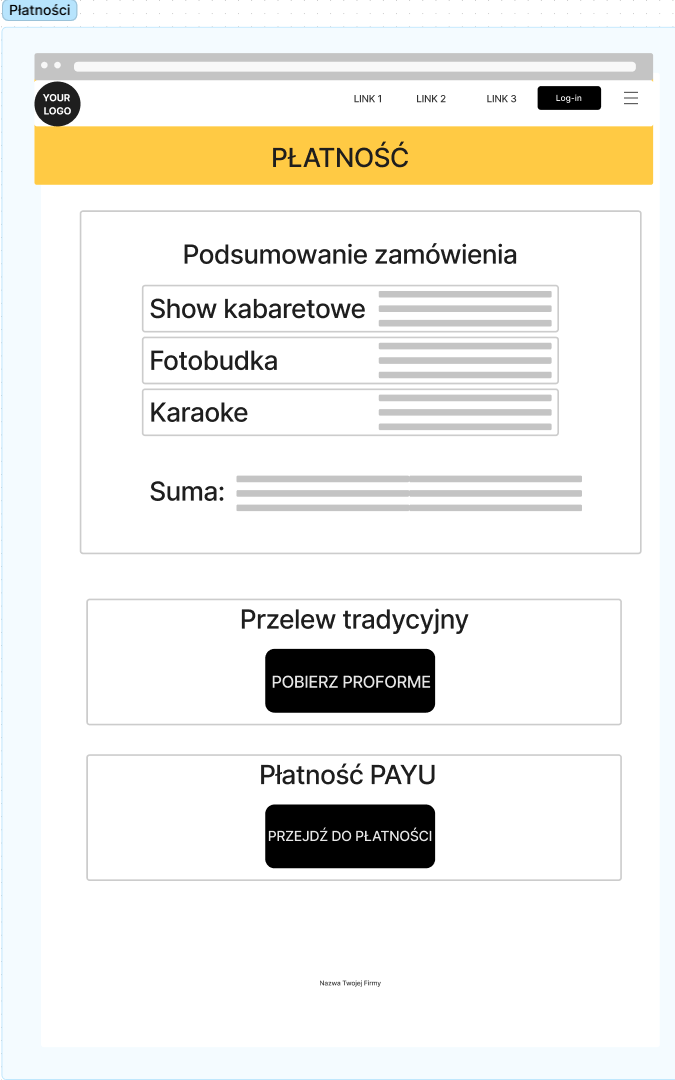 Płatności
YOUR
LOGO
LINK 1
LINK 2
LINK 3
Log-in
PŁATNOŚĆ
Podsumowanie zamówienia
Show kabaretowe
Fotobudka
Karaoke
Suma:
Przelew tradycyjny
POBIERZ PROFORME
Płatność PAYU
PRZEJDŹ DO PŁATNOŚCI
Nazwa Twojej Firmy